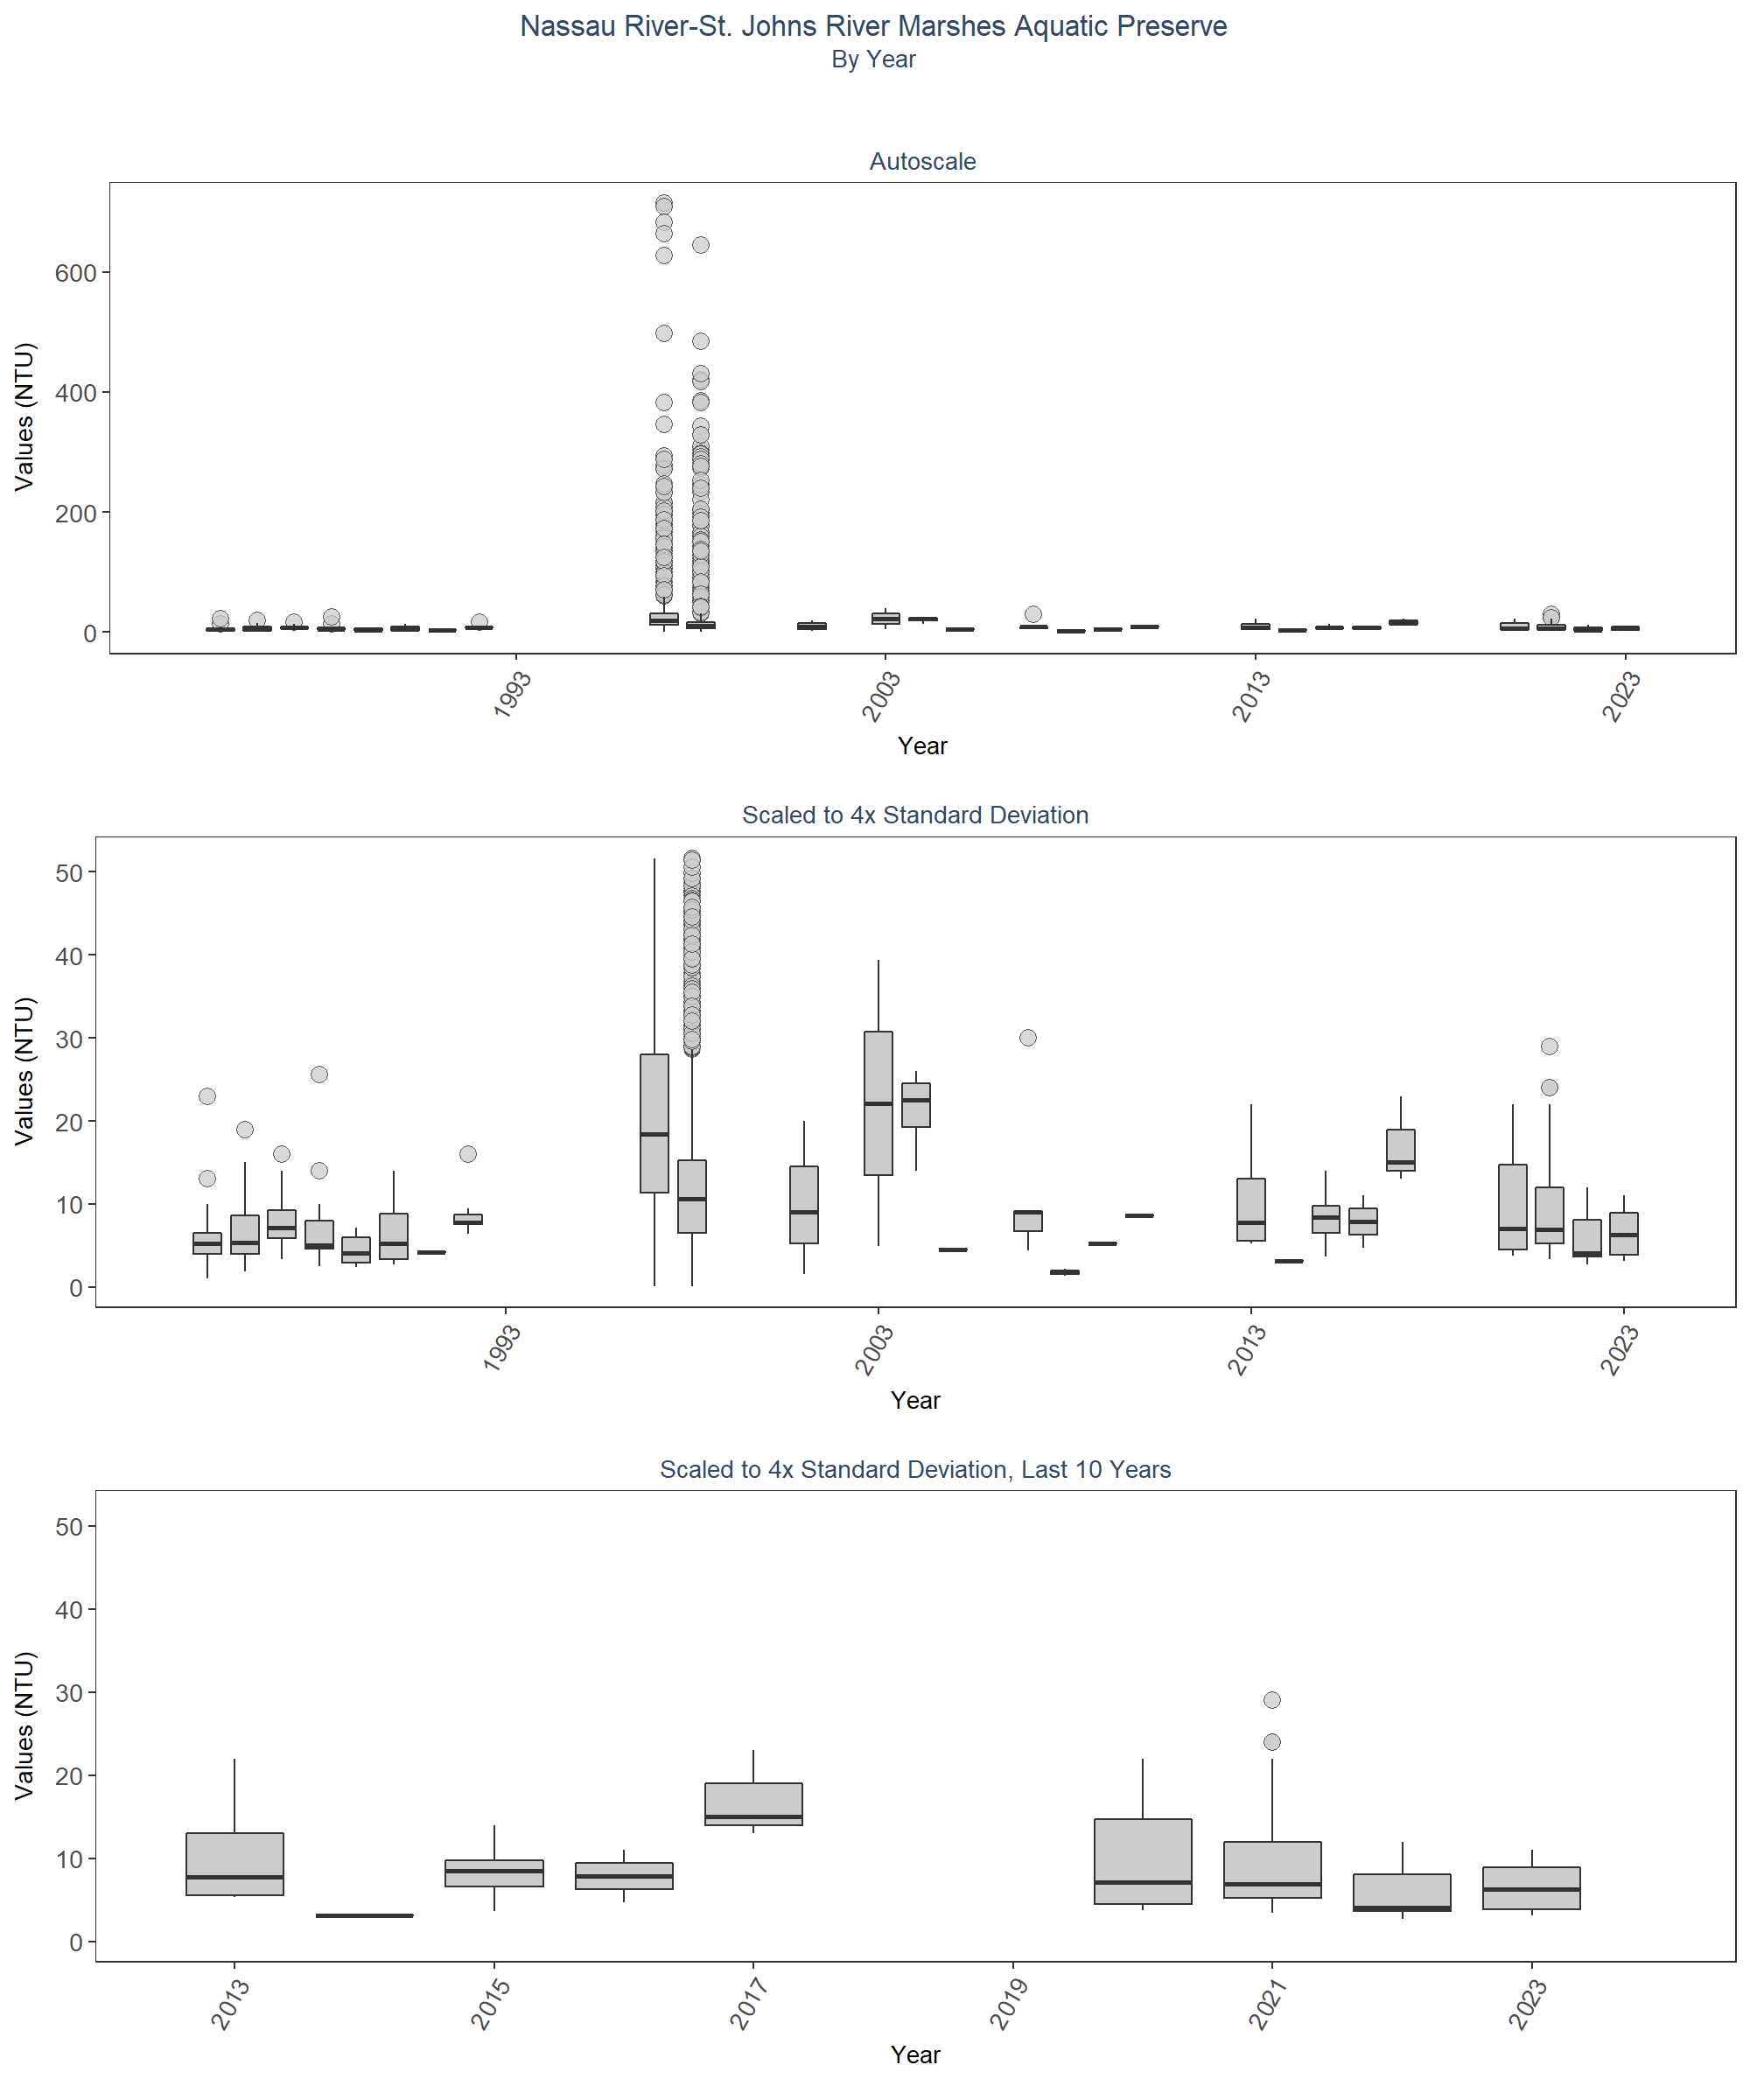 Nassau River-St. Johns River Marshes Aquatic Preserve
By Year
Autoscale
Values (NTU)
600
400
200
0
1993
2003
2013
2023
Year
Scaled to 4x Standard Deviation
Values (NTU)
50
40
30
20
10
0
1993
2003
2013
2023
Year
Scaled to 4x Standard Deviation, Last 10 Years
Values (NTU)
50
40
30
20
10
0
2013
2015
2017
2019
2021
2023
Year